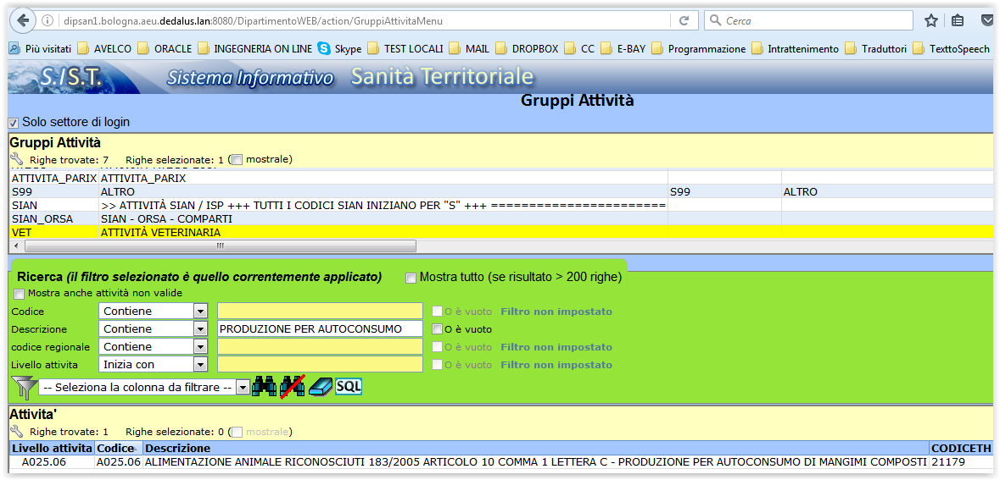 dipsan1.bologna.aeu.dedalus.lan:8080/DipartimentoWEB/action/GruppiAttivitaMenu
Cerca
Più visitati AVELCO ORACLE INGEGNERIA ON LINE Skype TEST LOCALI MAIL DROPBOX CC E-BAY Programmazione Intrattenimento Traduttori TexttoSpeech
S.IS.T. Sistema Informativo Sanità Territoriale
Gruppi Attività
Solo settore di login
Gruppi Attività
Righe trovate: 7 Righe selezionate: 1 ( mostrale)
ATTIVITA_PARIX ATTIVITA_PARIX
S99 ALTRO S99 ALTRO
SIAN >> ATTIVITÀ SIAN / ISP +++ TUTTI I CODICI SIAN INIZIANO PER "S" +++ =======================
SIAN_ORSA SIAN - ORSA - COMPARTI
VET ATTIVITÀ VETERINARIA
Ricerca (il filtro selezionato è quello correntemente applicato) Mostra tutto (se risultato > 200 righe)
Mostra anche attività non valide
Codice Contiene O è vuoto Filtro non impostato
Descrizione Contiene PRODUZIONE PER AUTOCONSUMO O è vuoto
codice regionale Contiene O è vuoto Filtro non impostato
Livello attivita Inizia con O è vuoto Filtro non impostato
-- Seleziona la colonna da filtrare -- SQL
Attivita'
Righe trovate: 1 Righe selezionate: 0 ( mostrale)
Livello attivita Codice Descrizione CODICETH
A025.06 A025.06 ALIMENTAZIONE ANIMALE RICONOSCIUTI 183/2005 ARTICOLO 10 COMMA 1 LETTERA C - PRODUZIONE PER AUTOCONSUMO DI MANGIMI COMPOSTI 21179